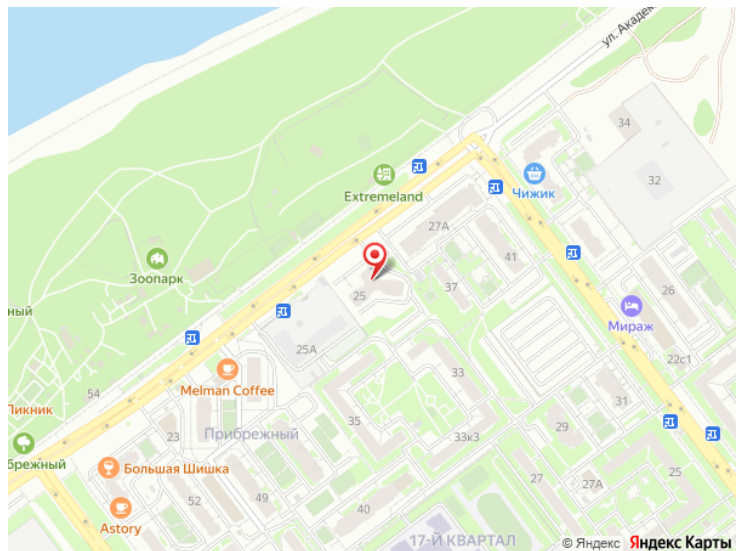 ул. Акаде
34
32
Чижик
Extremeland
27А
41
Зоопарк
ный
37
26
25
Мираж
25А
22с1
54
Melman Coffee
33
31
Пикник
35
23
Прибрежный
33к3
29
брежный
Большая Шишка
52
49
27
27А
25
Astory
40
17-Й КВАРТАЛ
© Яндекс Яндекс Карты